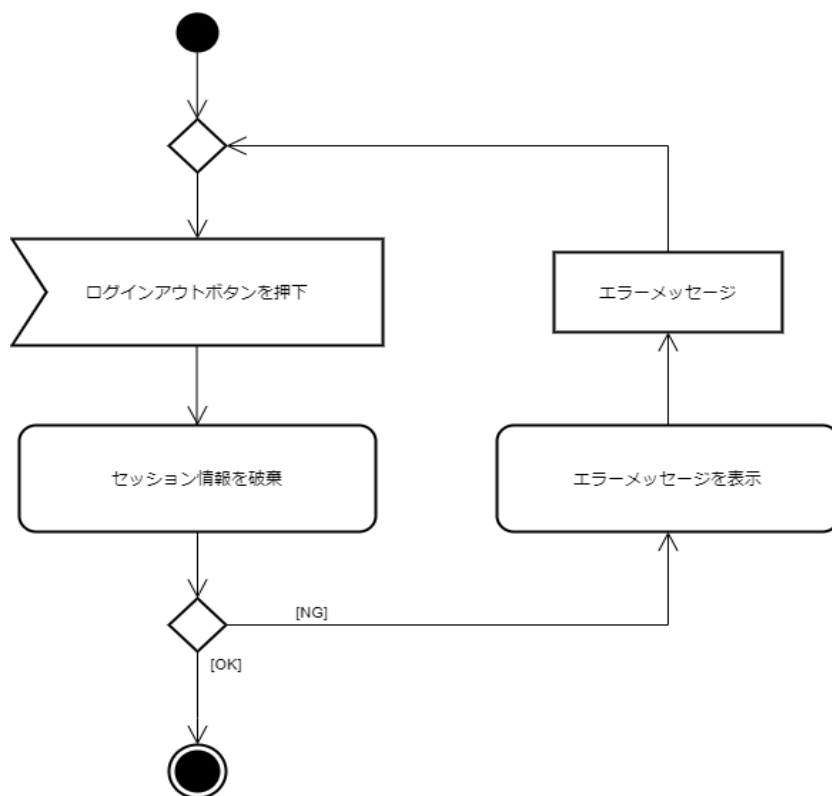 ログインアウトボタンを押下
エラーメッセージ
セッション情報を破棄
エラーメッセージを表示
[NG]
[OK]